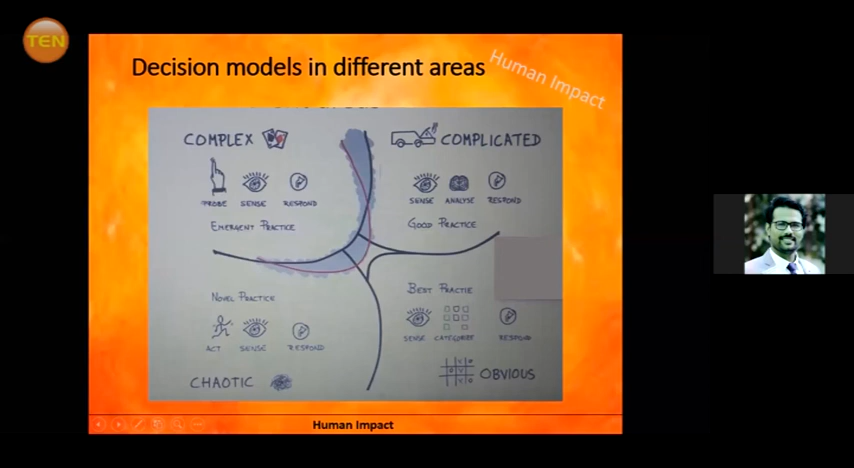 TEN
Decision models in different areas
Human Impact
COMPLEX
COMPLICATED
PROBE SENSE RESPOND
SENSE ANALYSE RESPOND
EMERGENT PRACTICE
GOOD PRACTICE
NOVEL PRACTICE
BEST PRACTIE
ACT SENSE RESPOND
SENSE CATEGORIZE RESPOND
CHAOTIC
OBVIOUS
Human Impact